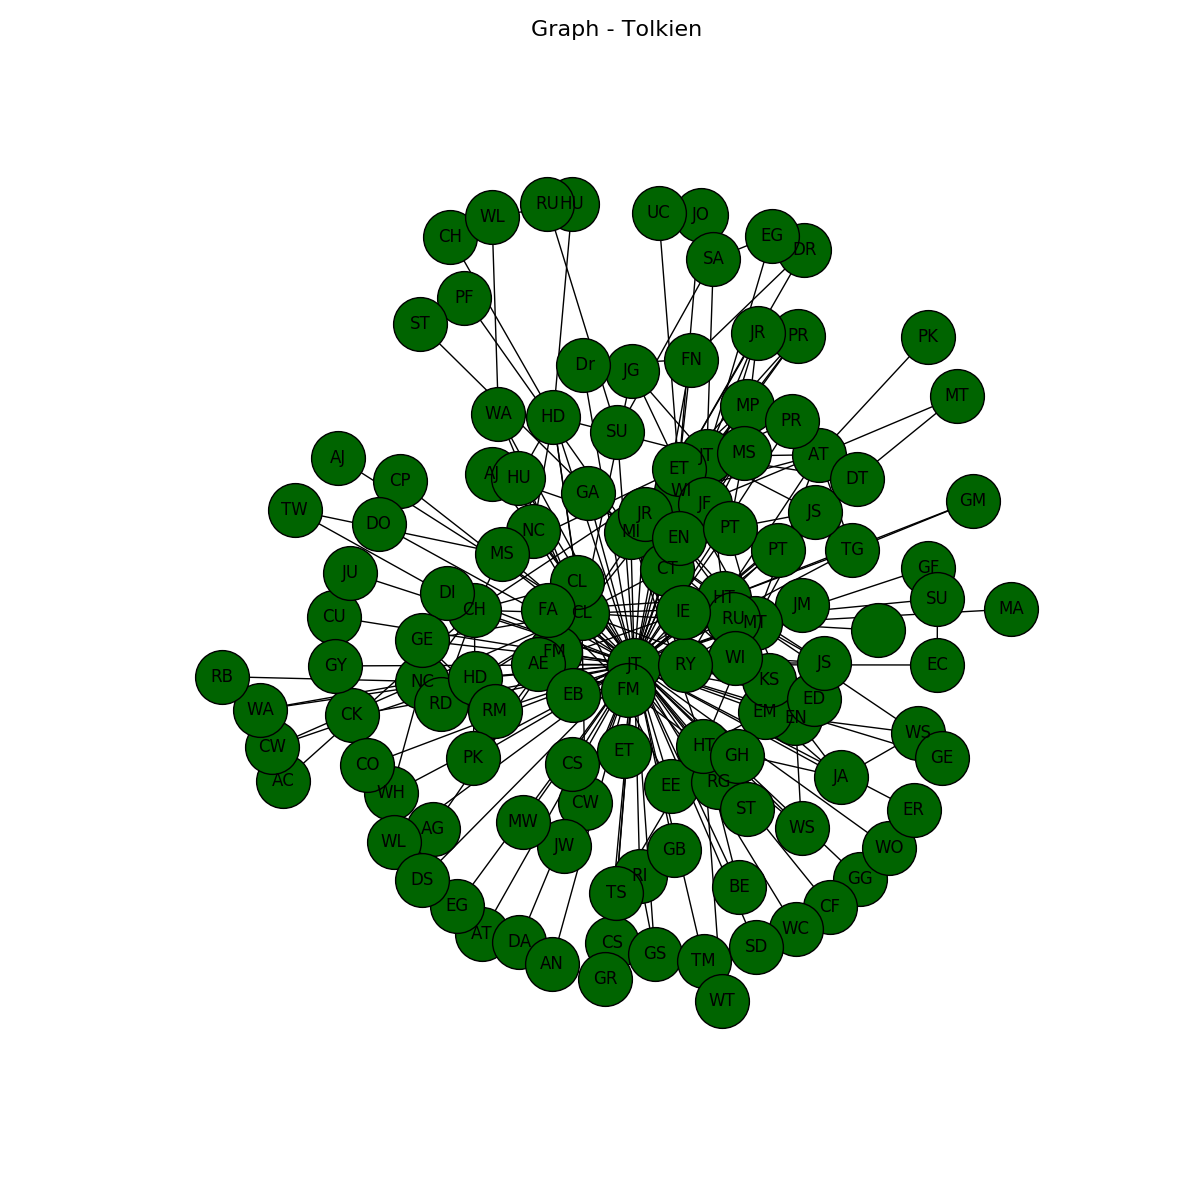 Graph - Tolkien
RU
HU
WL
CH
UC
JO
SA
EG
DR
PF
ST
JR
PR
PK
Dr
JG
FN
MT
WA
HD
SU
MP
PR
AJ
CP
AJ
HU
GA
ET
JT
MS
AT
DT
WI
JF
TW
DO
NC
MS
JR
MI
EN
PT
JS
GM
PT
TG
JU
CL
CT
GF
DI
CH
FA
CL
IE
HT
RU
MT
JM
SU
MA
CU
GE
FM
AE
JT
RY
WI
JS
EC
GY
RB
NC
HD
RD
RM
EB
FM
KS
ED
EM
EN
WA
CK
CW
AC
CO
WH
PK
CS
ET
HT
GH
EE
RG
ST
JA
WS
GE
ER
WS
WO
WL
AG
MW
CW
JW
GB
RI
TS
BE
GG
CF
DS
EG
AT
DA
AN
CS
GR
GS
TM
SD
WC
WT